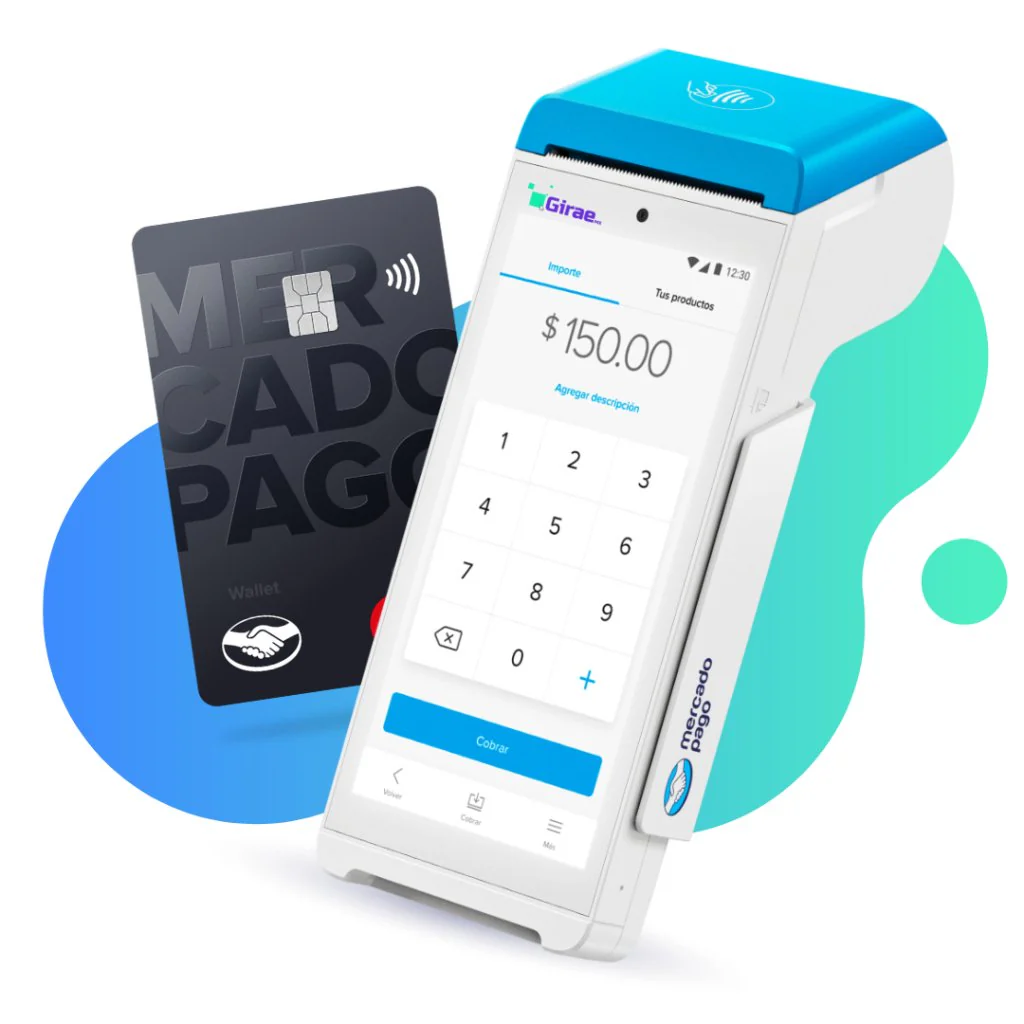 MER
CADO
PAGO
Wallet
Girae
12:30
Importe
Tus productos
$150.00
Agregar descripción
1 2 3
4 5 6
7 8 9
0 +
Cobrar
Volver
Cobrar
Más
mercado
pago